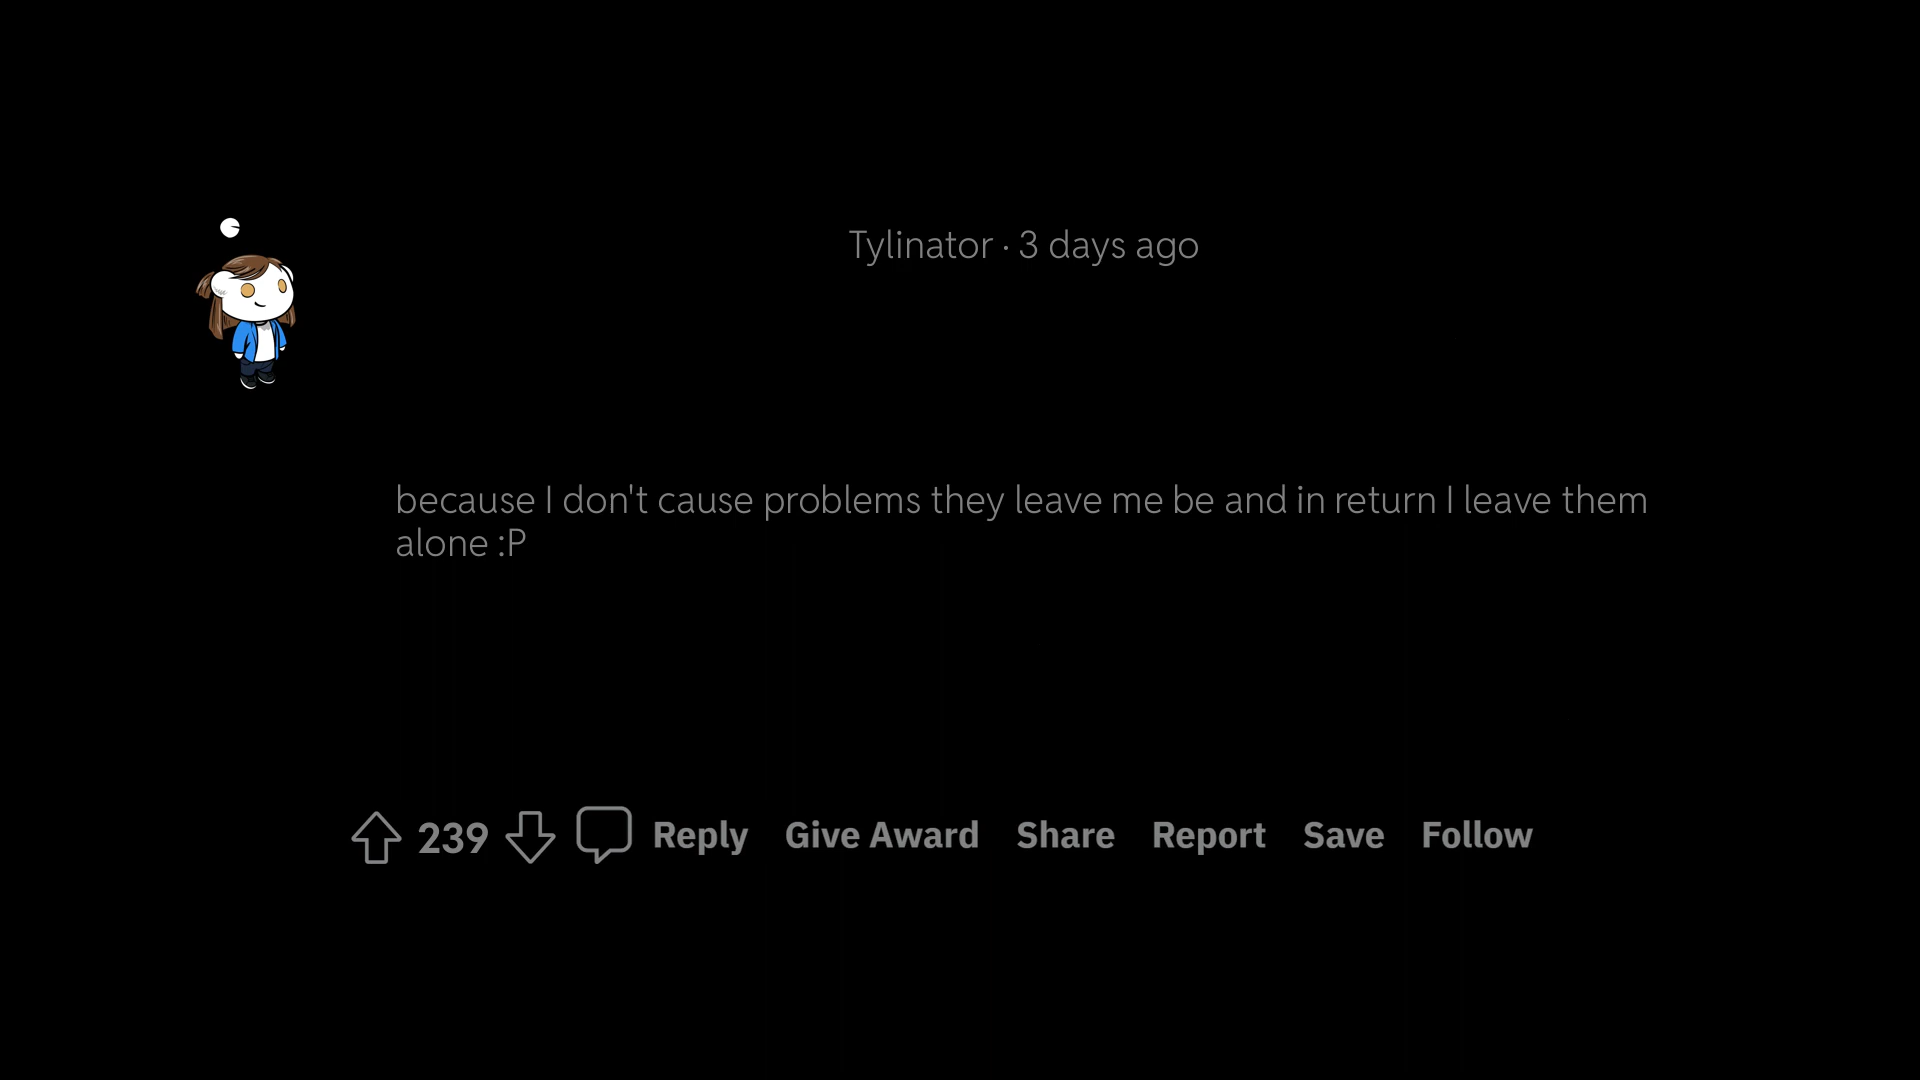 Tylinator · 3 days ago
because I don't cause problems they leave me be and in return I leave them
alone :P
239 Reply Give Award Share Report Save Follow